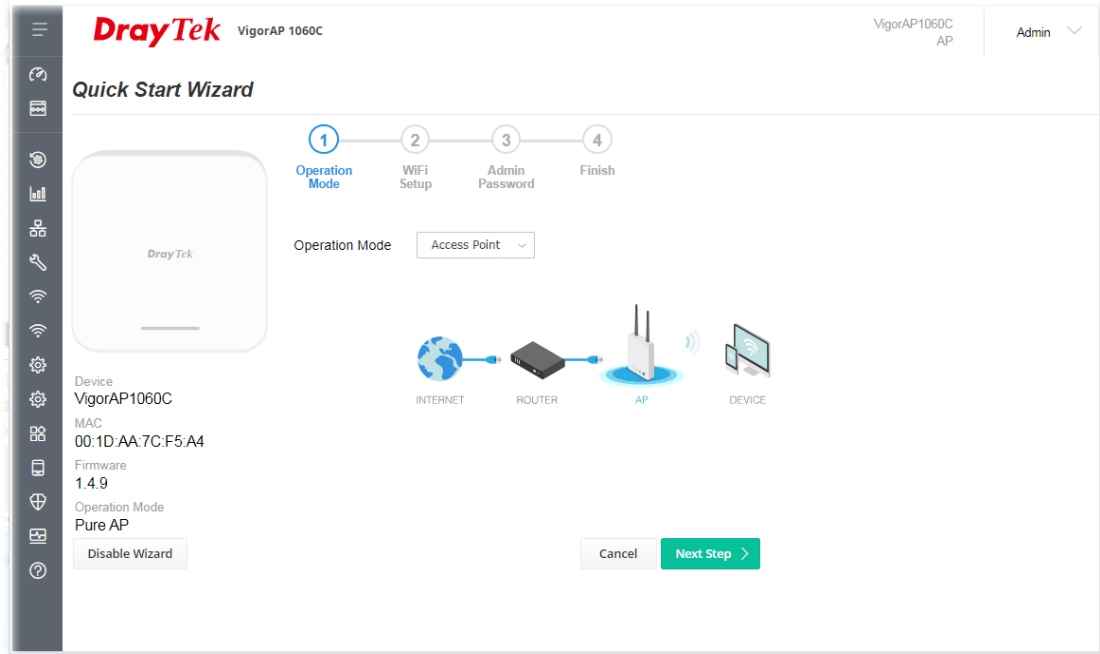 DrayTek VigorAP 1060C
VigorAP1060C
AP
Admin
Quick Start Wizard
1 2 3 4
Operation Mode
WiFi Setup
Admin Password
Finish
Operation Mode Access Point
DrayTek
INTERNET ROUTER AP DEVICE
Device
VigorAP1060C
MAC
00:1D:AA:7C:F5:A4
Firmware
1.4.9
Operation Mode
Pure AP
Disable Wizard Cancel Next Step